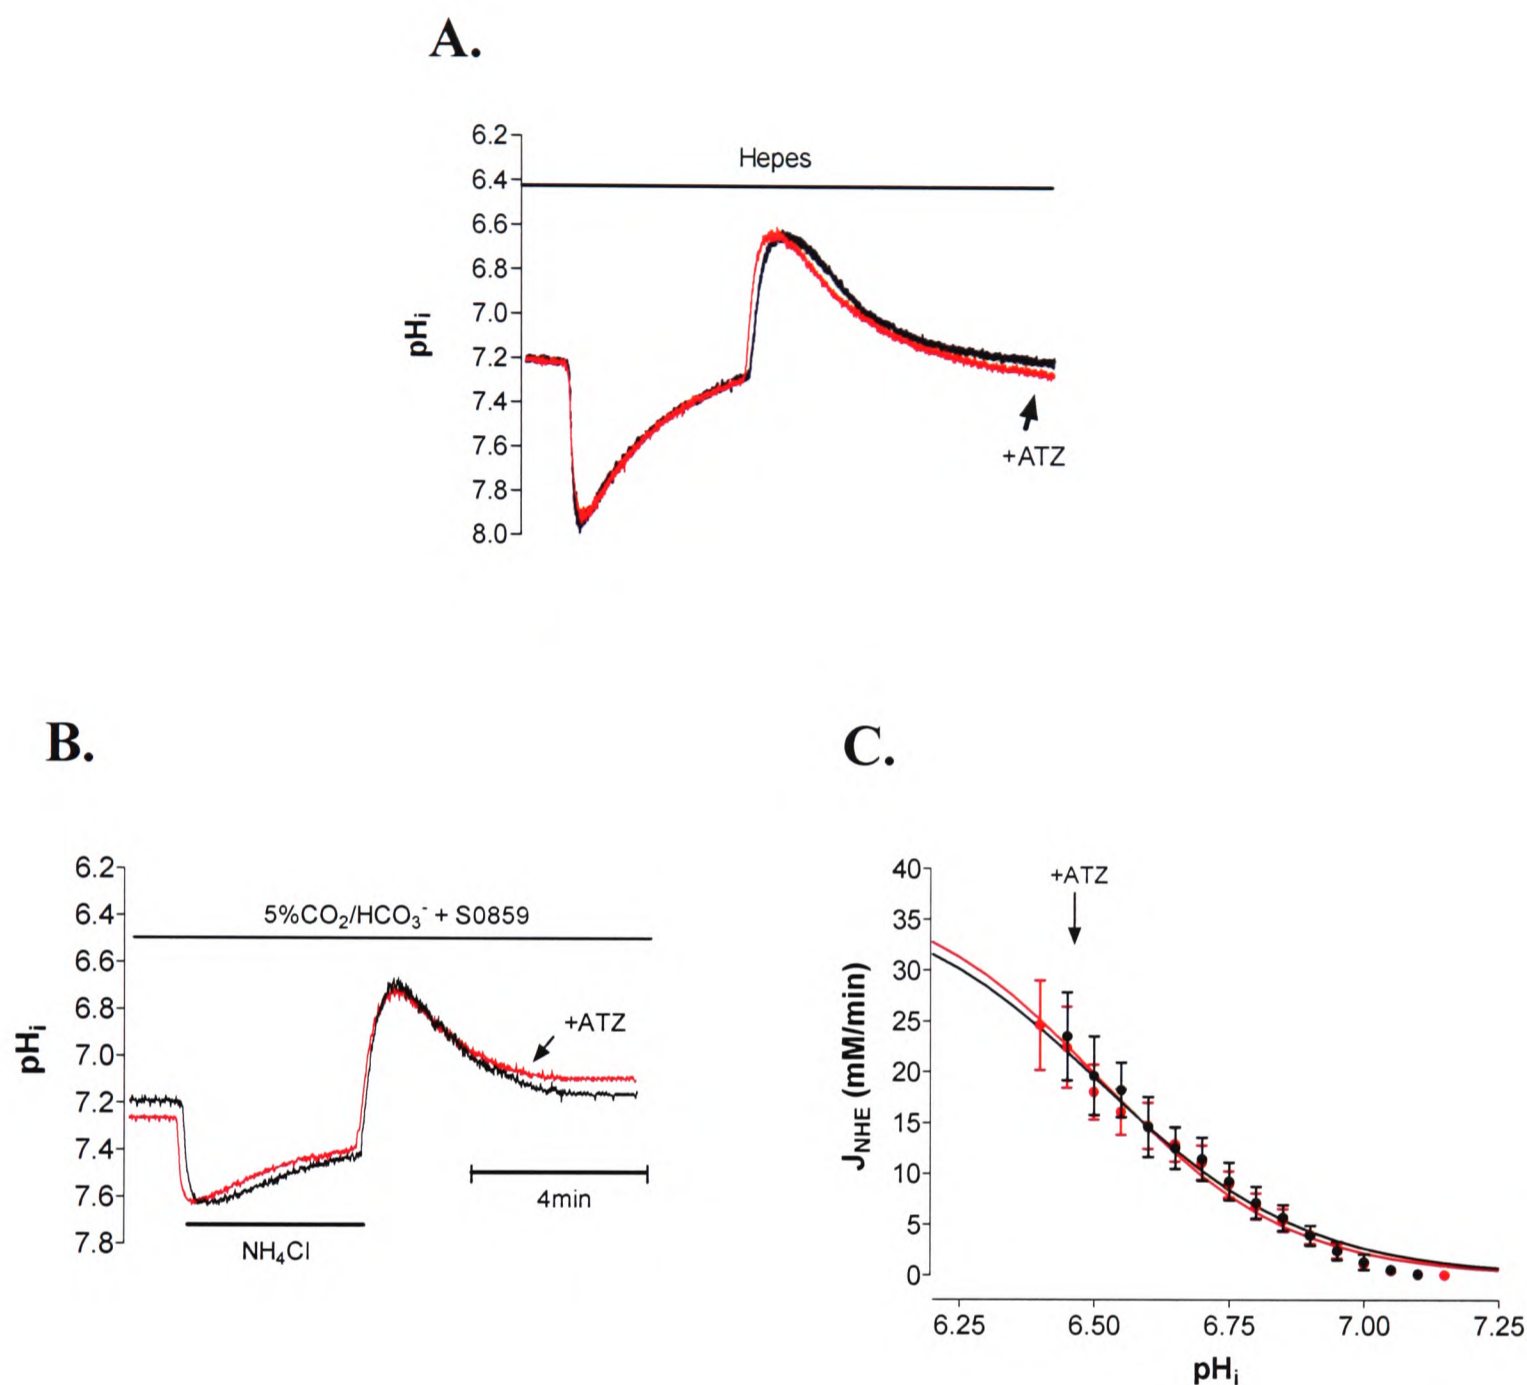 A.
Hepes
6.2
6.4
6.6
6.8
7.0
7.2
7.4
7.6
7.8
8.0
pHi
+ATZ
B.
5%CO₂/HCO₃⁻ + S0859
6.2
6.4
6.6
6.8
7.0
7.2
7.4
7.6
7.8
pHi
+ATZ
4min
NH₄Cl
C.
+ATZ
40
35
30
25
20
15
10
5
0
J_NHE (mM/min)
6.25 6.50 6.75 7.00 7.25
pHi